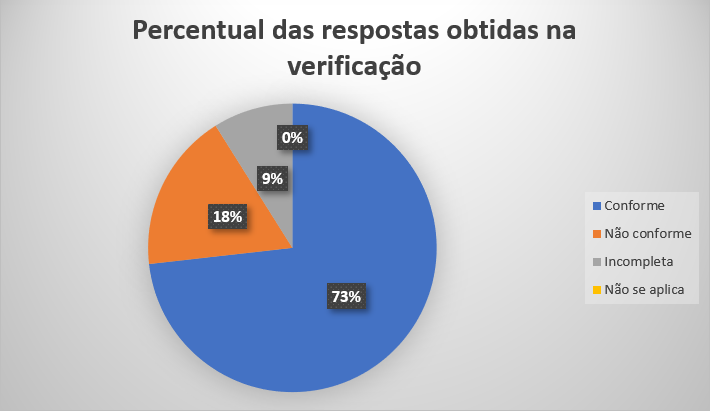 Percentual das respostas obtidas na
verificação
0%
9%
18%
73%
Conforme
Não conforme
Incompleta
Não se aplica